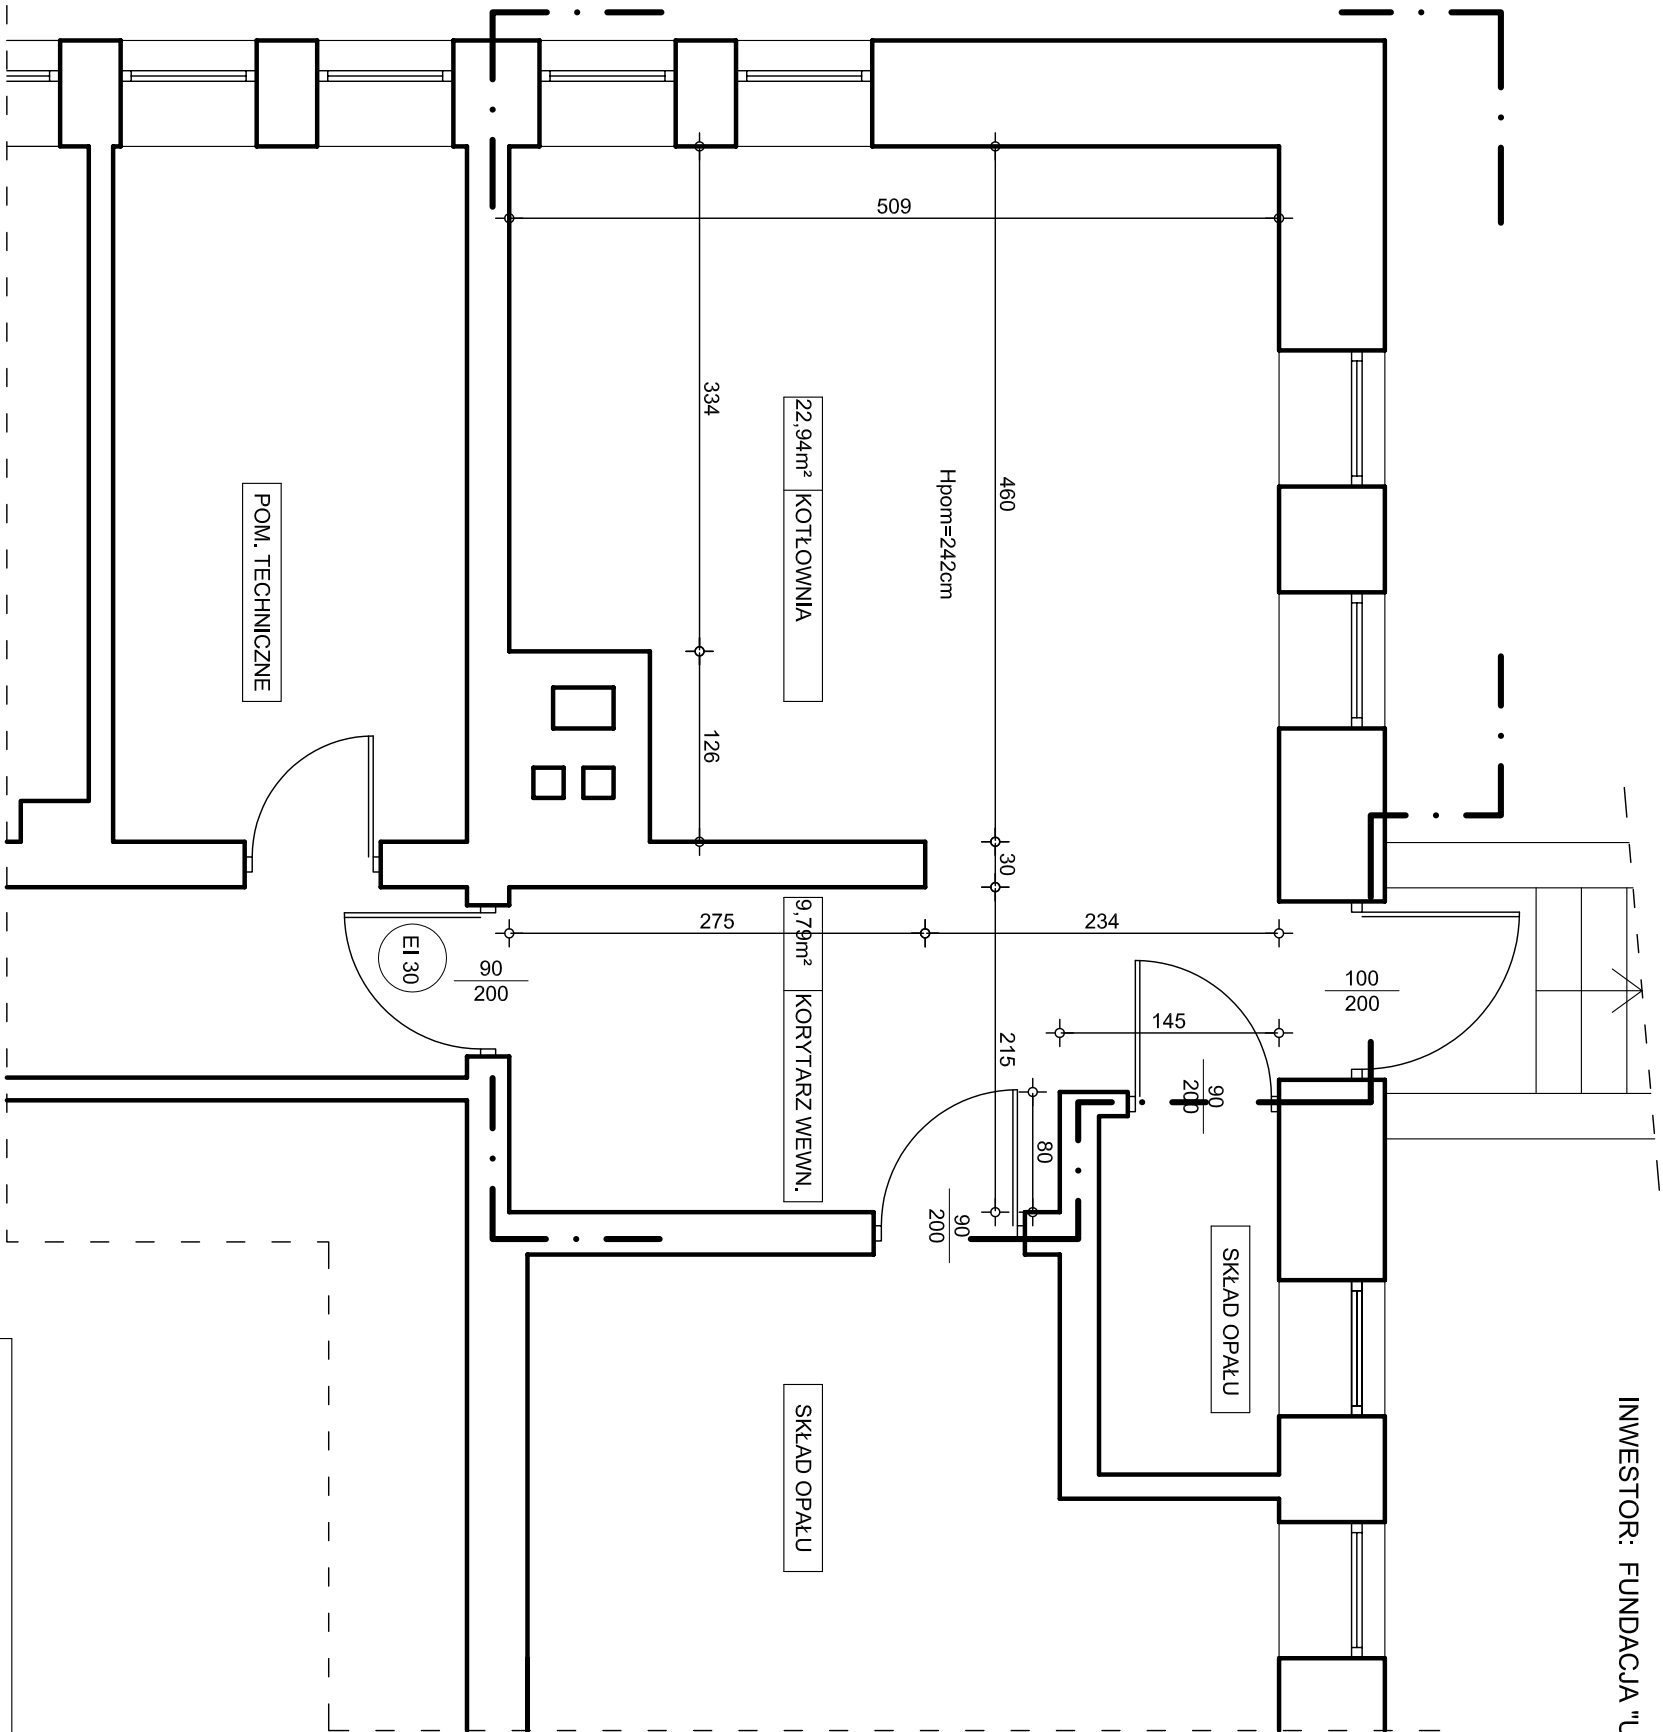 509
334
22,94m² KOTŁOWNIA
Hpom=242cm
460
POM. TECHNICZNE
126
30
275
234
9,79m² KORYTARZ WEWN.
EI 30
90
200
100
200
145
215
90
200
80
90
200
SKŁAD OPAŁU
SKŁAD OPAŁU
INWESTOR: FUNDACJA "U